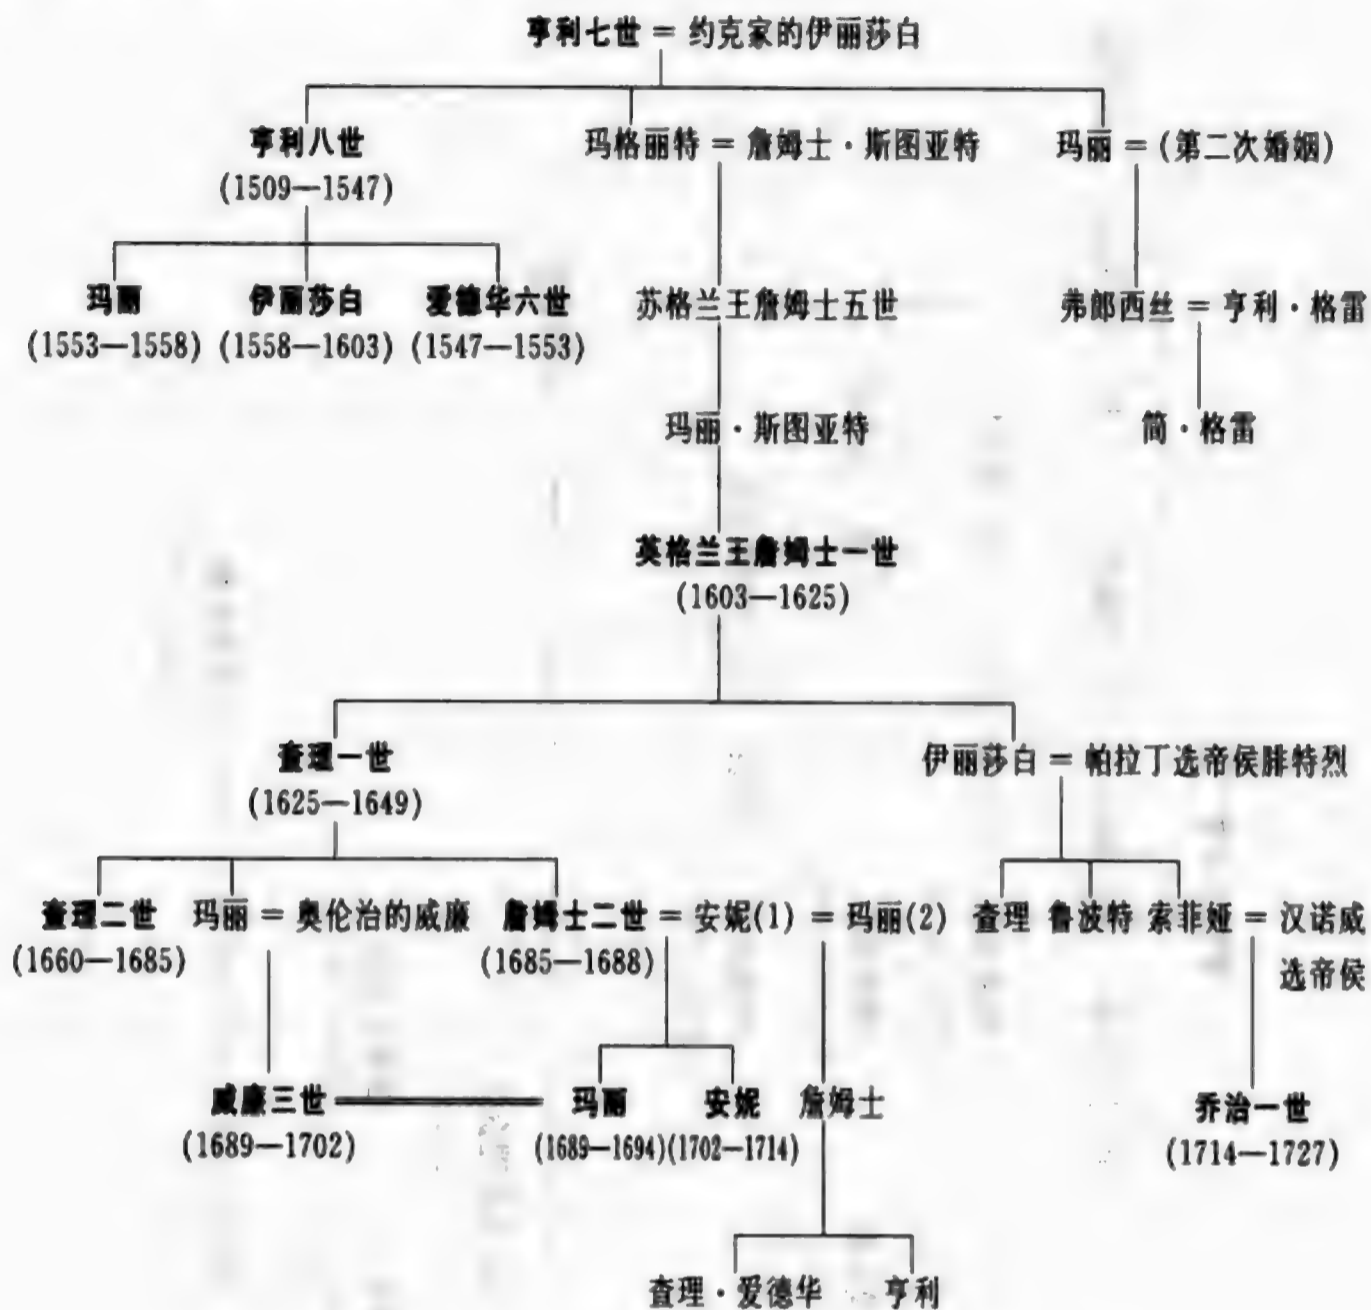 亨利七世 = 约克家的伊丽莎白
亨利八世 玛格丽特 = 詹姆士·斯图亚特 玛丽 = (第二次婚姻)
(1509—1547)
玛丽 伊丽莎白 爱德华六世 苏格兰王詹姆士五世 弗郎西丝 = 亨利·格雷
(1553—1558) (1558—1603) (1547—1553)
玛丽·斯图亚特 简·格雷
英格兰王詹姆士一世
(1603—1625)
查理一世 伊丽莎白 = 帕拉丁选帝侯腓特烈
(1625—1649)
查理二世 玛丽 = 奥伦治的威廉 詹姆士二世 = 安妮(1) = 玛丽(2) 查理 鲁波特 索菲娅 = 汉诺威
(1660—1685) (1685—1688) 选帝侯
威廉三世 玛丽 安妮 詹姆士 乔治一世
(1689—1702) (1689—1694) (1702—1714) (1714—1727)
查理·爱德华 亨利